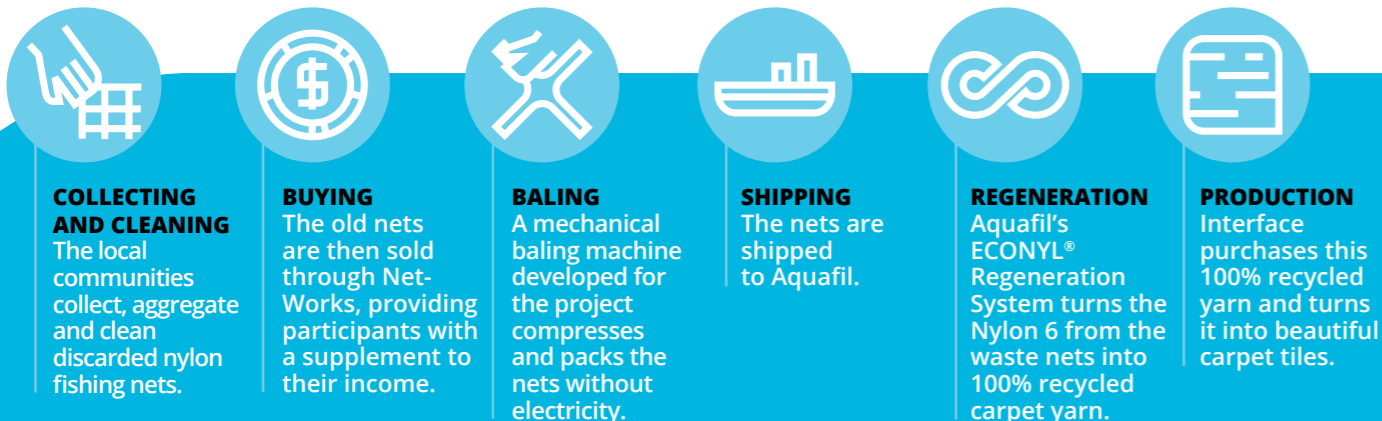 COLLECTING
AND CLEANING
The local
communities
collect, aggregate
and clean
discarded nylon
fishing nets.
BUYING
The old nets
are then sold
through Net-
Works, providing
participants with
a supplement to
their income.
BALING
A mechanical
baling machine
developed for
the project
compresses
and packs the
nets without
electricity.
SHIPPING
The nets are
shipped
to Aquafil.
REGENERATION
Aquafil's
ECONYL®
Regeneration
System turns the
Nylon 6 from the
waste nets into
100% recycled
carpet yarn.
PRODUCTION
Interface
purchases this
100% recycled
yarn and turns
it into beautiful
carpet tiles.